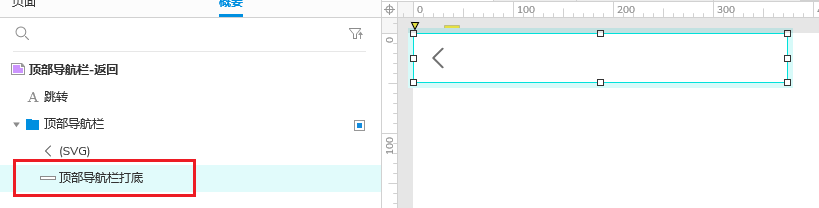 页面
概要
0
100
200
300
4
0
顶部导航栏-返回
A 跳转
顶部导航栏
(SVG)
100
顶部导航栏打底